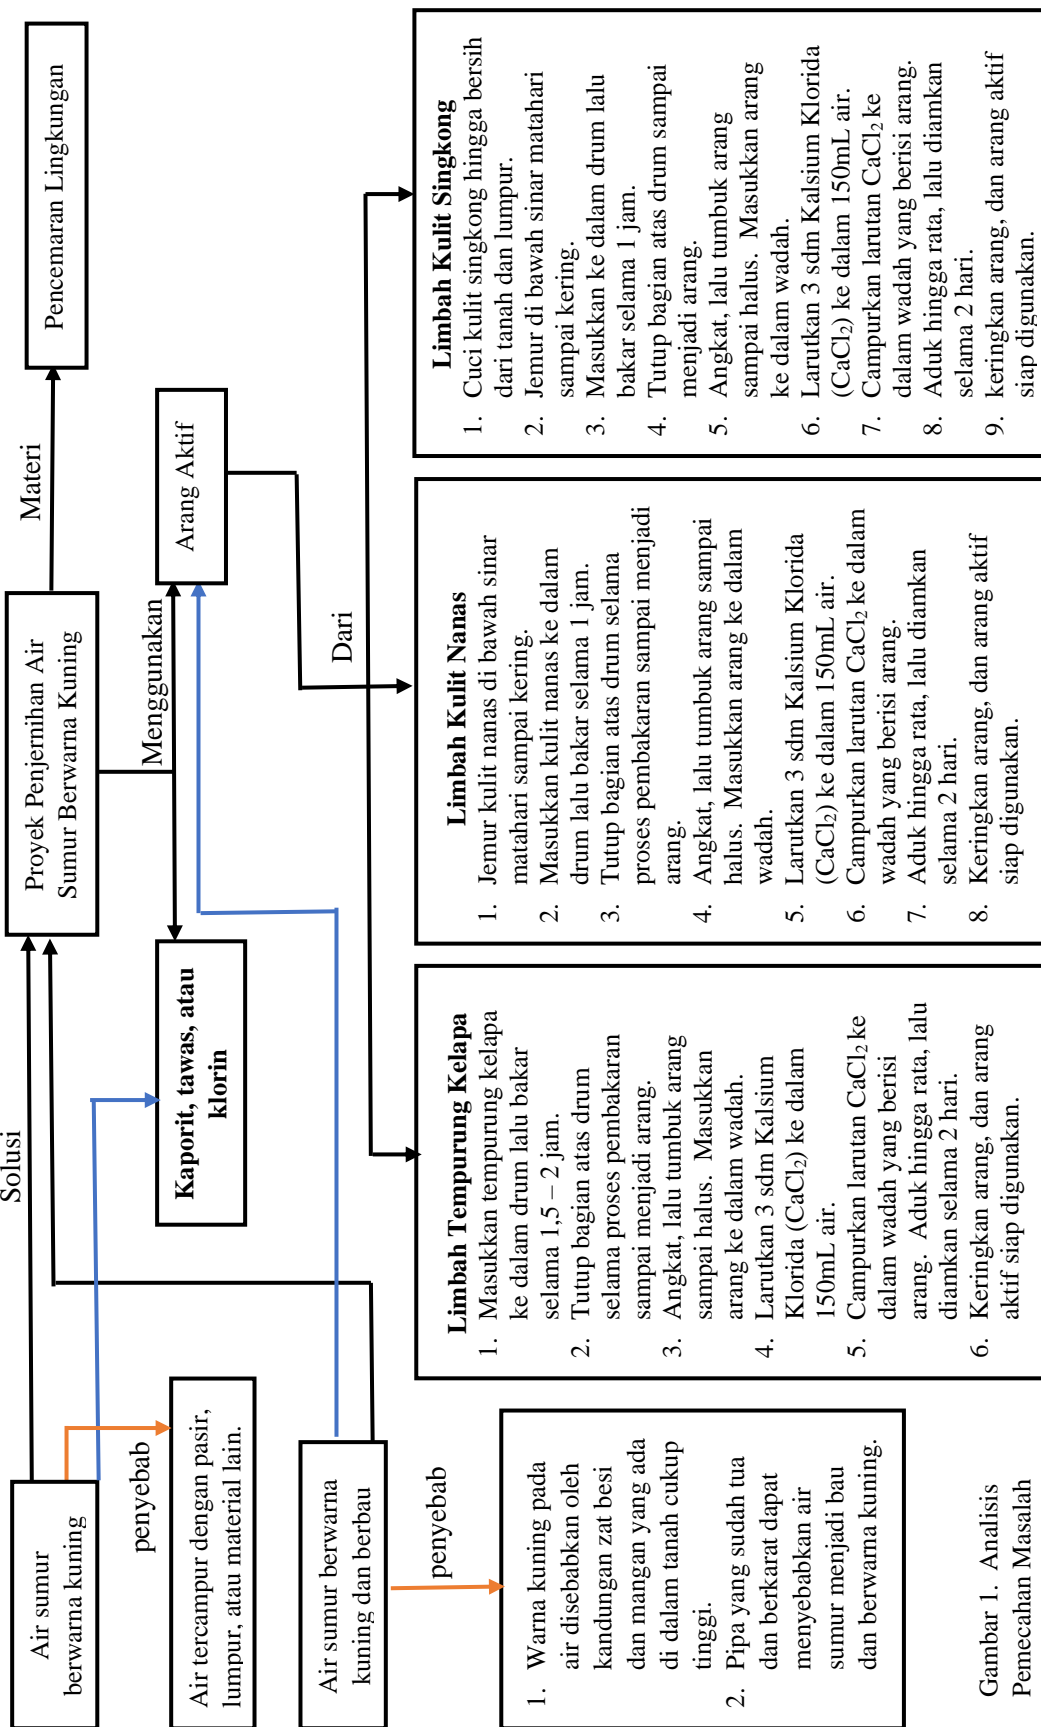 Air sumur
berwarna kuning
Solusi
Proyek Penjernihan Air
Sumur Berwarna Kuning
Materi
Pencemaran Lingkungan
penyebab
Air tercampur dengan pasir,
lumpur, atau material lain.
Kaporit, tawas, atau
klorin
Menggunakan
Arang Aktif
Air sumur berwarna
kuning dan berbau
Dari
penyebab
1. Warna kuning pada
air disebabkan oleh
kandungan zat besi
dan mangan yang ada
di dalam tanah cukup
tinggi.
2. Pipa yang sudah tua
dan berkarat dapat
menyebabkan air
sumur menjadi bau
dan berwarna kuning.
Limbah Tempurung Kelapa
1. Masukkan tempurung kelapa
ke dalam drum lalu bakar
selama 1,5 – 2 jam.
2. Tutup bagian atas drum
selama proses pembakaran
sampai menjadi arang.
3. Angkat, lalu tumbuk arang
sampai halus. Masukkan
arang ke dalam wadah.
4. Larutkan 3 sdm Kalsium
Klorida (CaCl₂) ke dalam
150mL air.
5. Campurkan larutan CaCl₂ ke
dalam wadah yang berisi
arang. Aduk hingga rata, lalu
diamkan selama 2 hari.
6. Keringkan arang, dan arang
aktif siap digunakan.
Limbah Kulit Nanas
1. Jemur kulit nanas di bawah sinar
matahari sampai kering.
2. Masukkan kulit nanas ke dalam
drum lalu bakar selama 1 jam.
3. Tutup bagian atas drum selama
proses pembakaran sampai menjadi
arang.
4. Angkat, lalu tumbuk arang sampai
halus. Masukkan arang ke dalam
wadah.
5. Larutkan 3 sdm Kalsium Klorida
(CaCl₂) ke dalam 150mL air.
6. Campurkan larutan CaCl₂ ke dalam
wadah yang berisi arang.
7. Aduk hingga rata, lalu diamkan
selama 2 hari.
8. Keringkan arang, dan arang aktif
siap digunakan.
Limbah Kulit Singkong
1. Cuci kulit singkong hingga bersih
dari tanah dan lumpur.
2. Jemur di bawah sinar matahari
sampai kering.
3. Masukkan ke dalam drum lalu
bakar selama 1 jam.
4. Tutup bagian atas drum sampai
menjadi arang.
5. Angkat, lalu tumbuk arang
sampai halus. Masukkan arang
ke dalam wadah.
6. Larutkan 3 sdm Kalsium Klorida
(CaCl₂) ke dalam 150mL air.
7. Campurkan larutan CaCl₂ ke
dalam wadah yang berisi arang.
8. Aduk hingga rata, lalu diamkan
selama 2 hari.
9. keringkan arang, dan arang aktif
siap digunakan.
Gambar 1. Analisis
Pemecahan Masalah